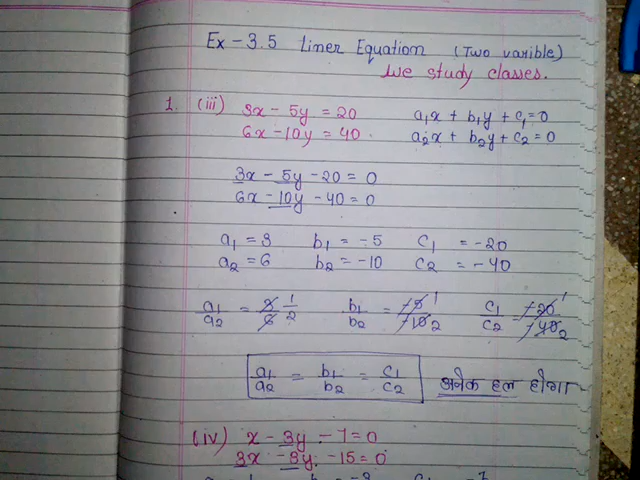 Ex - 3.5 Liner Equation (Two varible)
We study classes.
1. (iii) 3x - 5y = 20 a₁x + b₁y + c₁ = 0
6x - 10y = 40 a₂x + b₂y + c₂ = 0
3x - 5y - 20 = 0
6x - 10y - 40 = 0
a₁ = 3 b₁ = -5 c₁ = -20
a₂ = 6 b₂ = -10 c₂ = -40
a₁/a₂ = 3/6 1/2 b₁/b₂ = -5/-10 1/2 c₁/c₂ = -20/-40 1/2
a₁/a₂ = b₁/b₂ = c₁/c₂ अनेक हल होगा
(iv) x - 3y - 7 = 0
3x - 3y - 15 = 0